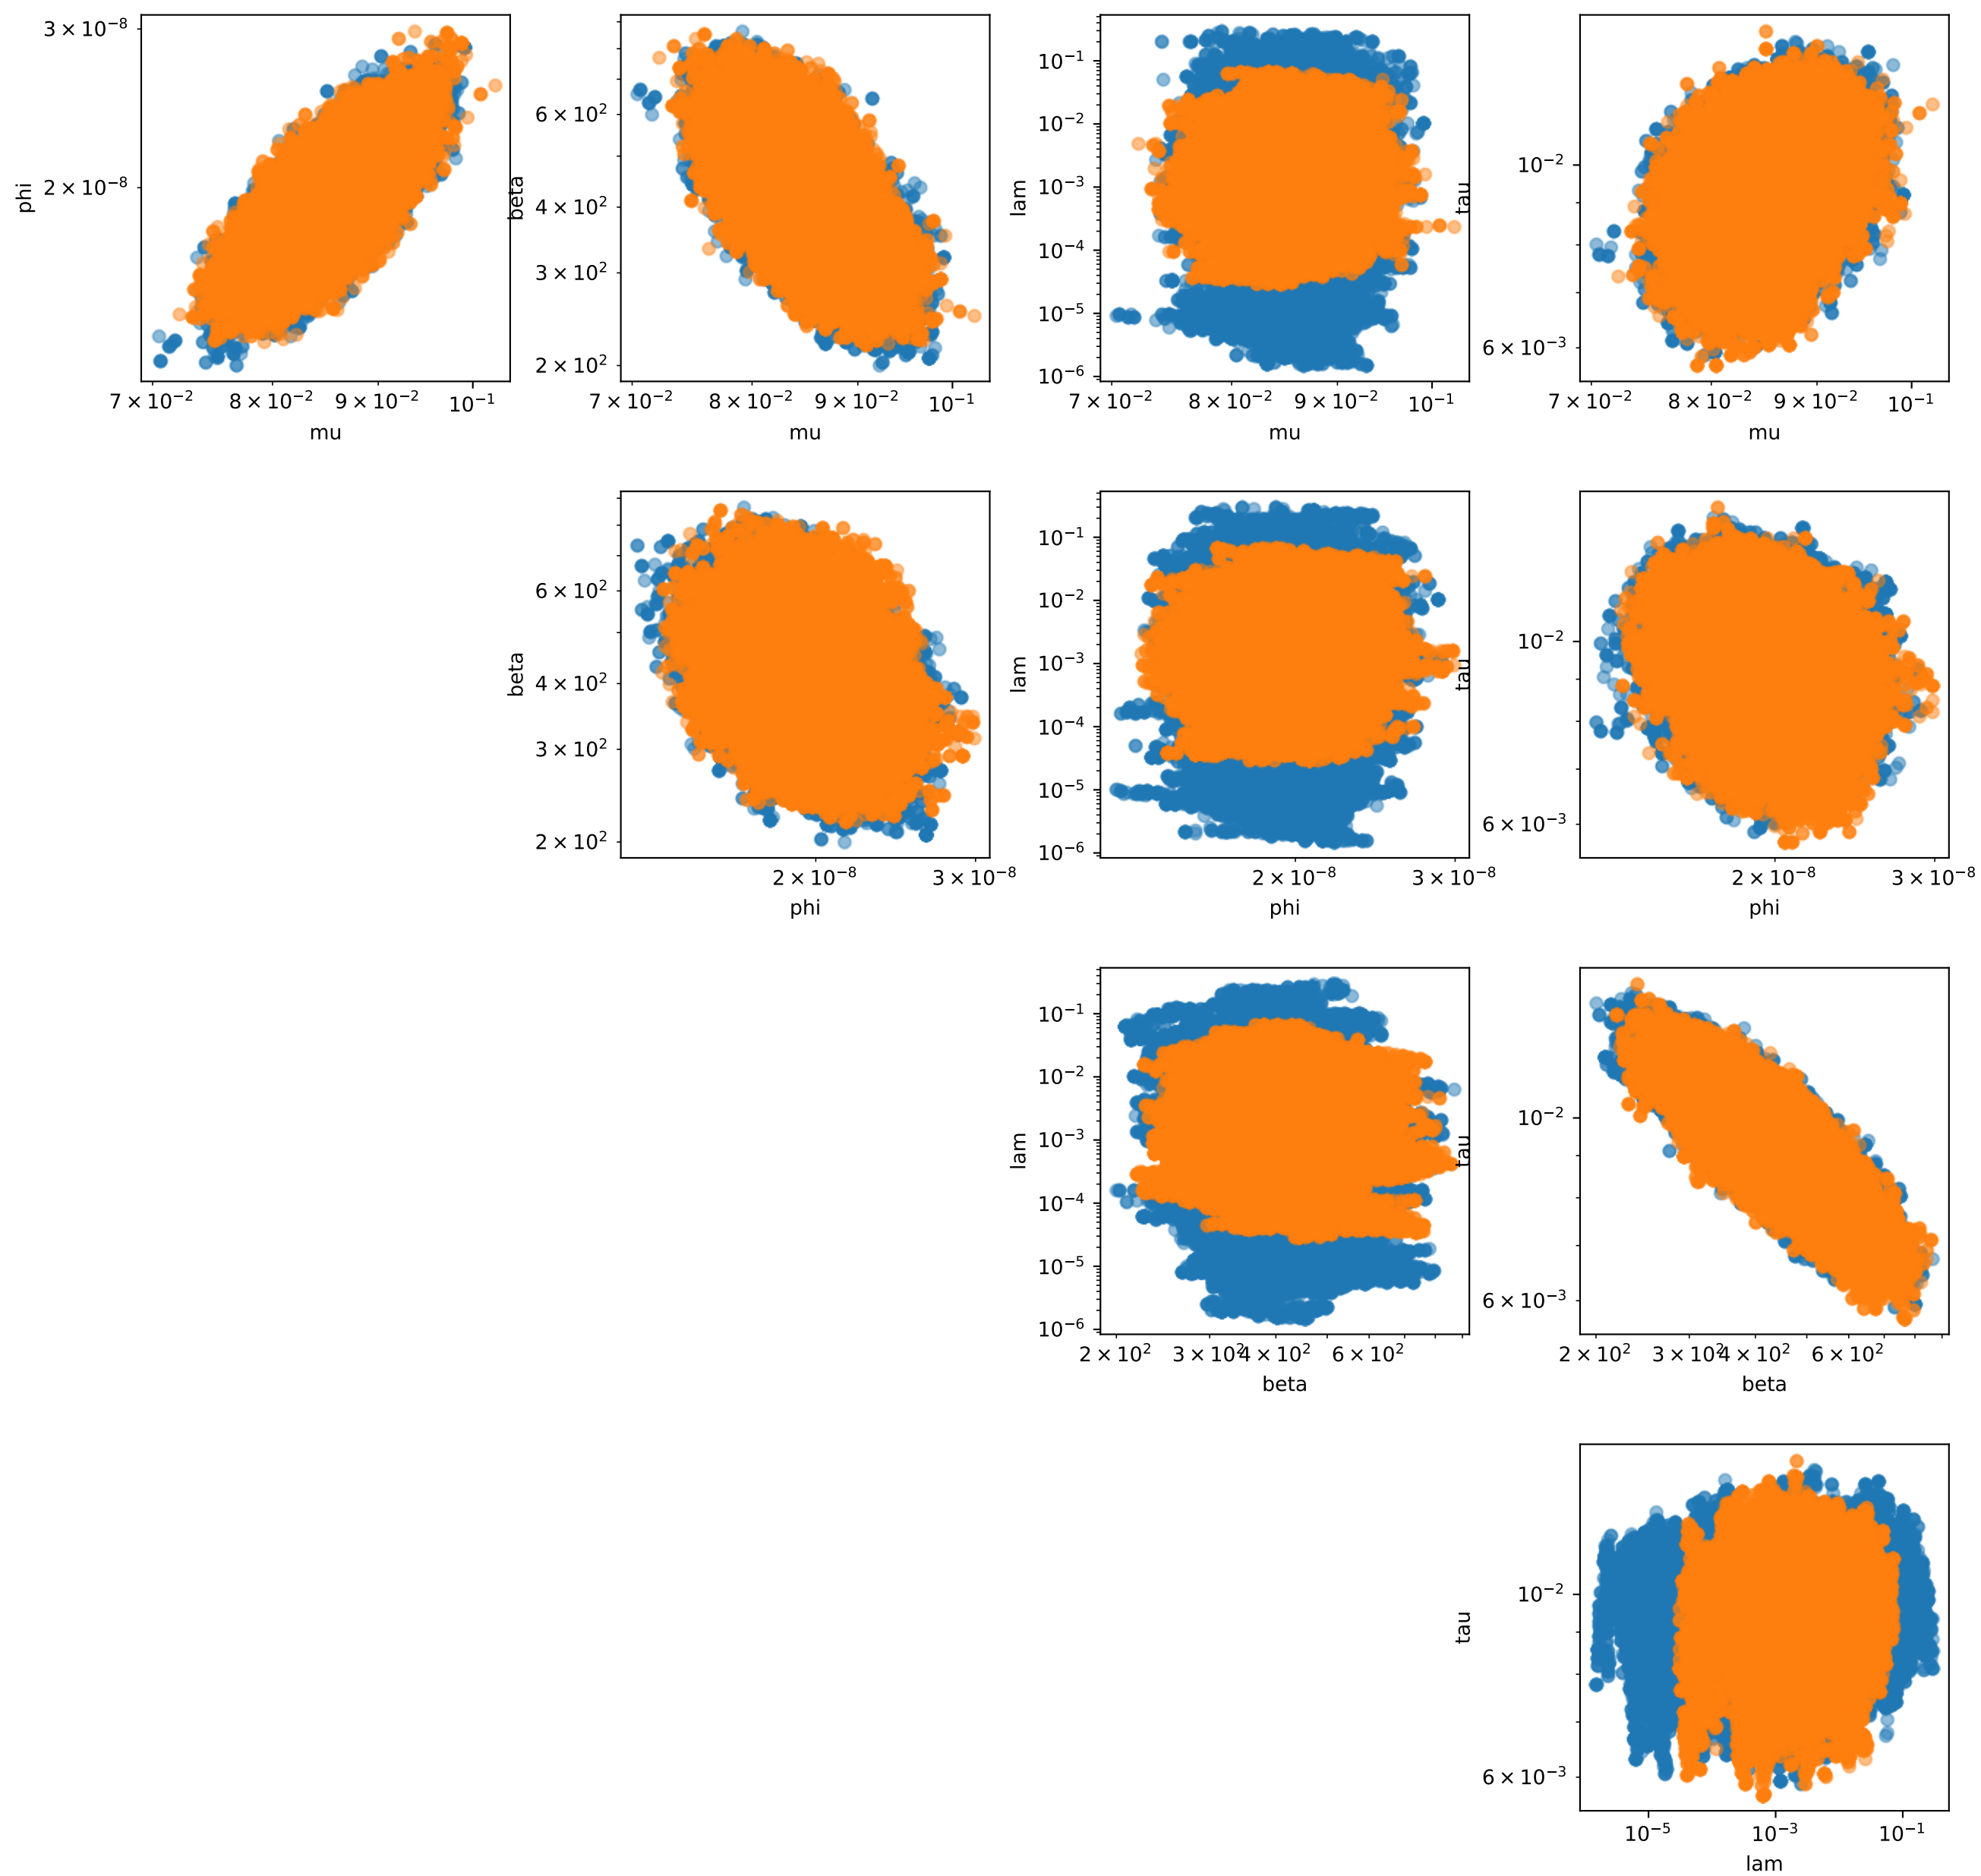 3 × 10⁻⁸
2 × 10⁻⁸
phi
7 × 10⁻² 8 × 10⁻² 9 × 10⁻² 10⁻¹
mu
6 × 10²
4 × 10²
3 × 10²
2 × 10²
beta
7 × 10⁻² 8 × 10⁻² 9 × 10⁻² 10⁻¹
mu
10⁻¹
10⁻²
10⁻³
10⁻⁴
10⁻⁵
10⁻⁶
lam
7 × 10⁻² 8 × 10⁻² 9 × 10⁻² 10⁻¹
mu
10⁻²
6 × 10⁻³
tau
7 × 10⁻² 8 × 10⁻² 9 × 10⁻² 10⁻¹
mu
6 × 10²
4 × 10²
3 × 10²
2 × 10²
beta
2 × 10⁻⁸ 3 × 10⁻⁸
phi
10⁻¹
10⁻²
10⁻³
10⁻⁴
10⁻⁵
10⁻⁶
lam
2 × 10⁻⁸ 3 × 10⁻⁸
phi
10⁻²
6 × 10⁻³
tau
2 × 10⁻⁸ 3 × 10⁻⁸
phi
10⁻¹
10⁻²
10⁻³
10⁻⁴
10⁻⁵
10⁻⁶
lam
2 × 10² 3 × 10² 4 × 10² 6 × 10²
beta
10⁻²
6 × 10⁻³
tau
2 × 10² 3 × 10² 4 × 10² 6 × 10²
beta
10⁻²
6 × 10⁻³
tau
10⁻⁵ 10⁻³ 10⁻¹
lam